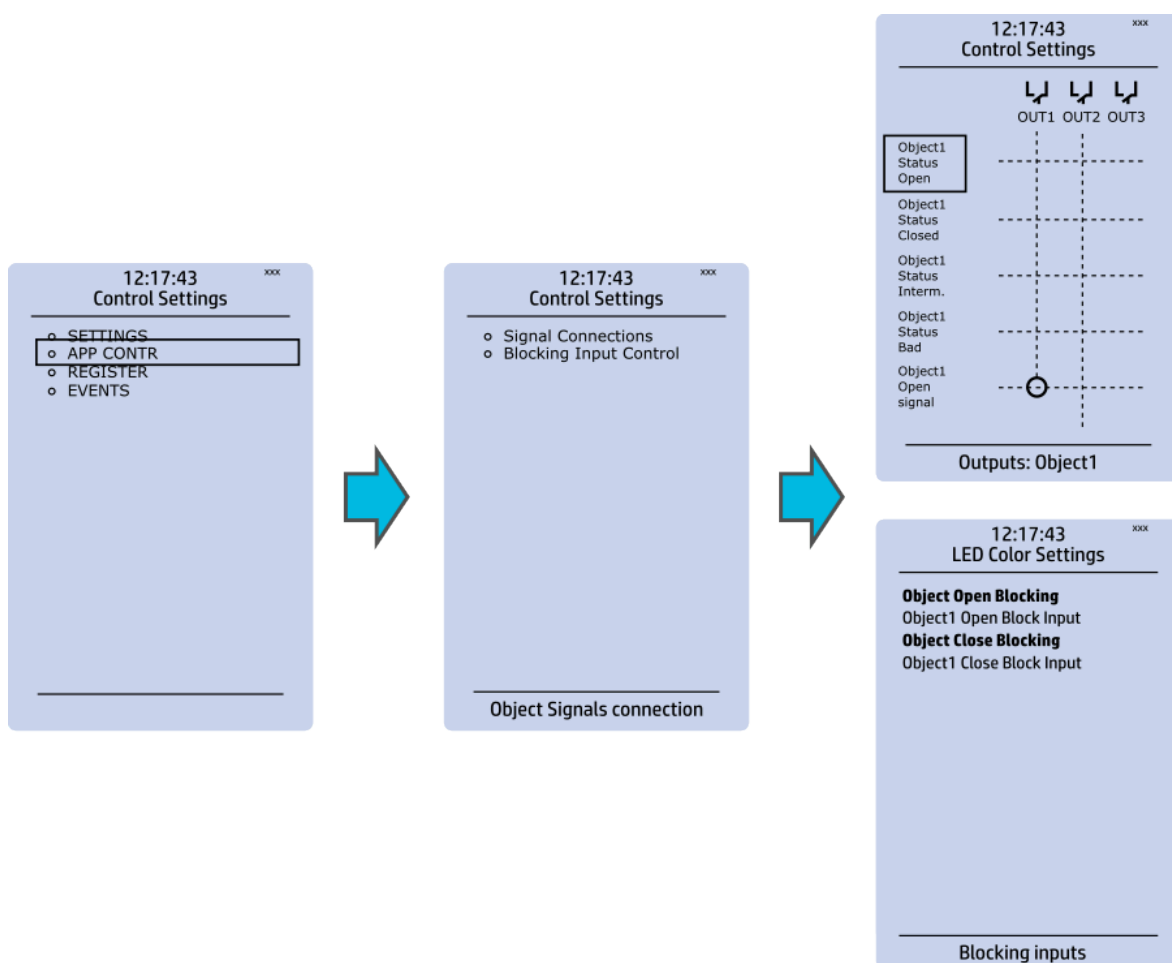 12:17:43 xxx
Control Settings
SETTINGS
APP CONTR
REGISTER
EVENTS
12:17:43 xxx
Control Settings
Signal Connections
Blocking Input Control
Object Signals connection
12:17:43 xxx
Control Settings
OUT1 OUT2 OUT3
Object1
Status
Open
Object1
Status
Closed
Object1
Status
Interm.
Object1
Status
Bad
Object1
Open
signal
Outputs: Object1
12:17:43 xxx
LED Color Settings
Object Open Blocking
Object1 Open Block Input
Object Close Blocking
Object1 Close Block Input
Blocking inputs